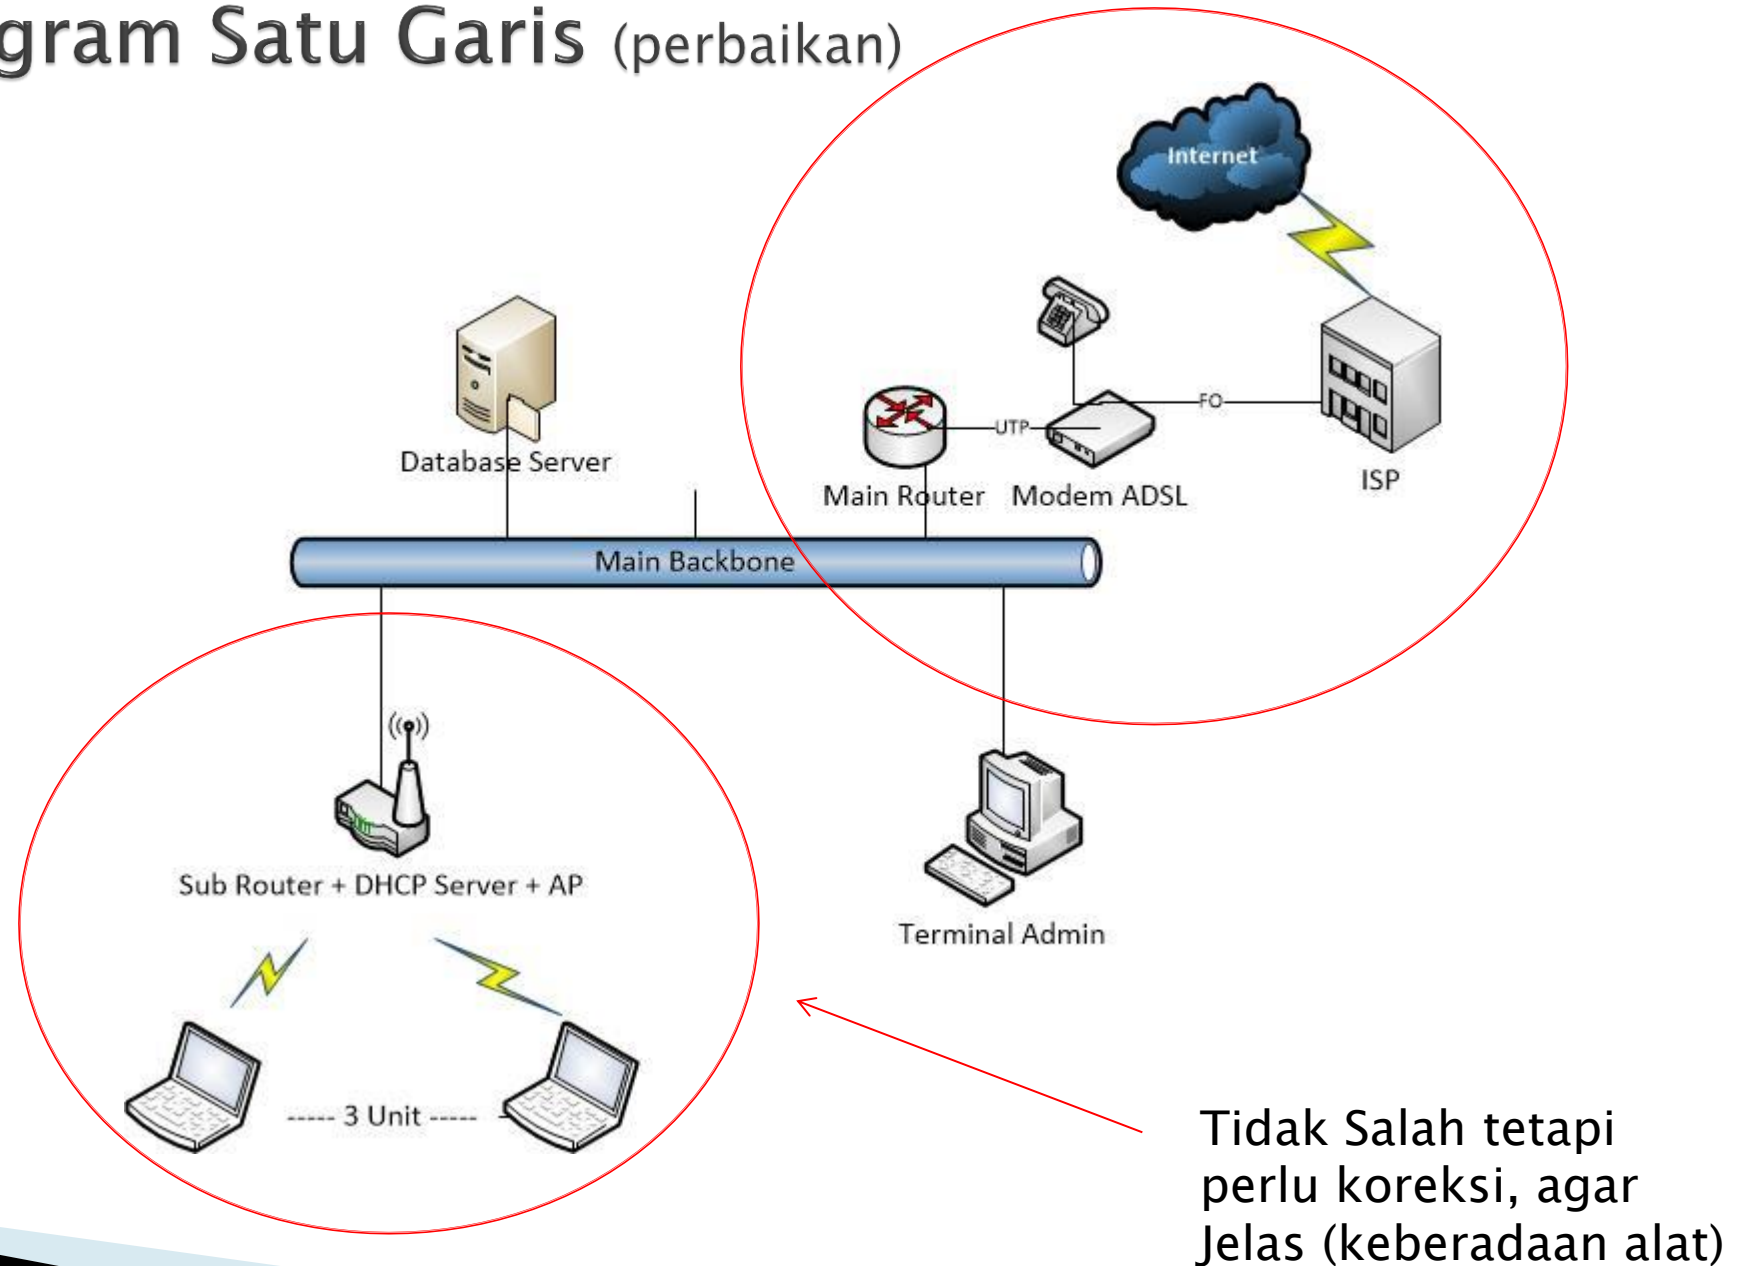 gram Satu Garis (perbaikan)
Internet
Database Server
UTP
FO
Main Router
Modem ADSL
ISP
Main Backbone
Sub Router + DHCP Server + AP
Terminal Admin
----- 3 Unit -----
Tidak Salah tetapi
perlu koreksi, agar
Jelas (keberadaan alat)